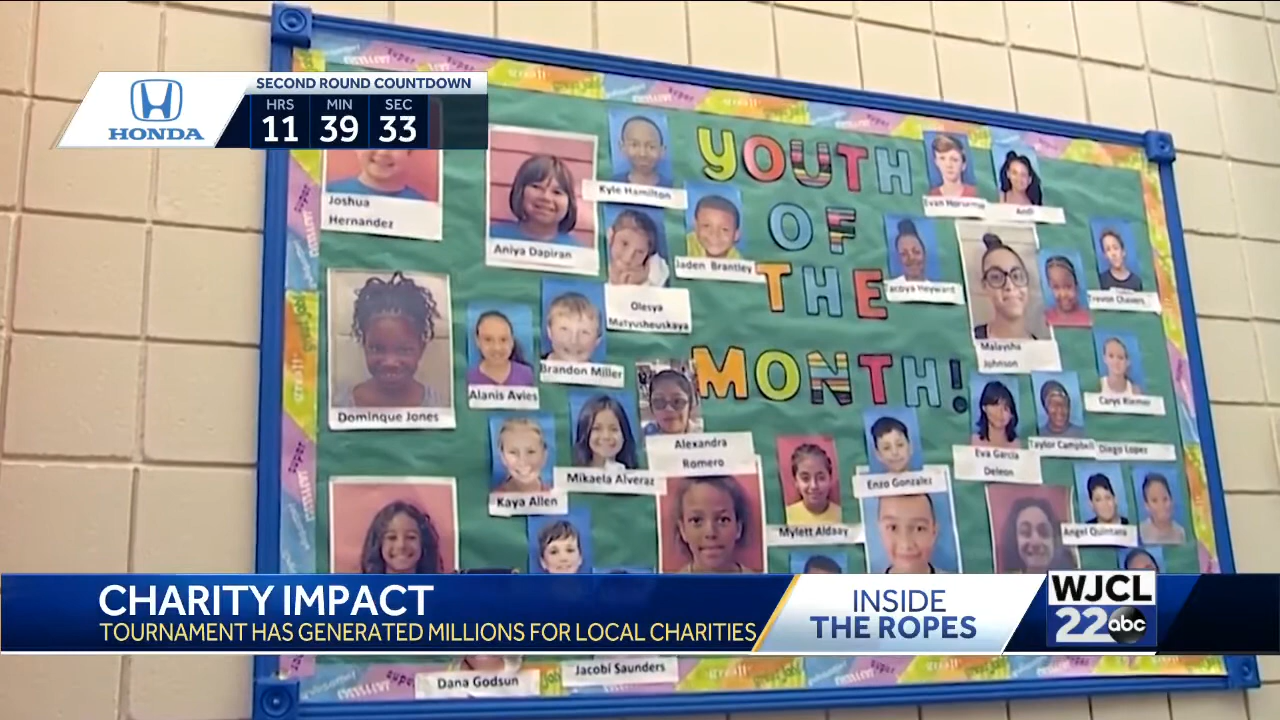 SECOND ROUND COUNTDOWN
HONDA
HRS MIN SEC
11 39 33
YOUTH
OF
THE
MONTH!
Joshua
Hernandez
Aniya Dapiran
Kyle Hamilton
Jaden Brantley
Olesya
Matyusheuskaya
Malaysha
Johnson
Dominque Jones
Alanis Avies
Brandon Miller
Kaya Allen
Mikaela Alveraz
Alexandra
Romero
Mylett Aldaay
Enzo Gonzalez
Eva Garcia
Deleon
Taylor Campbell
Diego Lopez
Angel Quintana
CHARITY IMPACT
TOURNAMENT HAS GENERATED MILLIONS FOR LOCAL CHARITIES
INSIDE
THE ROPES
WJCL
22 abc
Dana Godsun
Jacobi Saunders